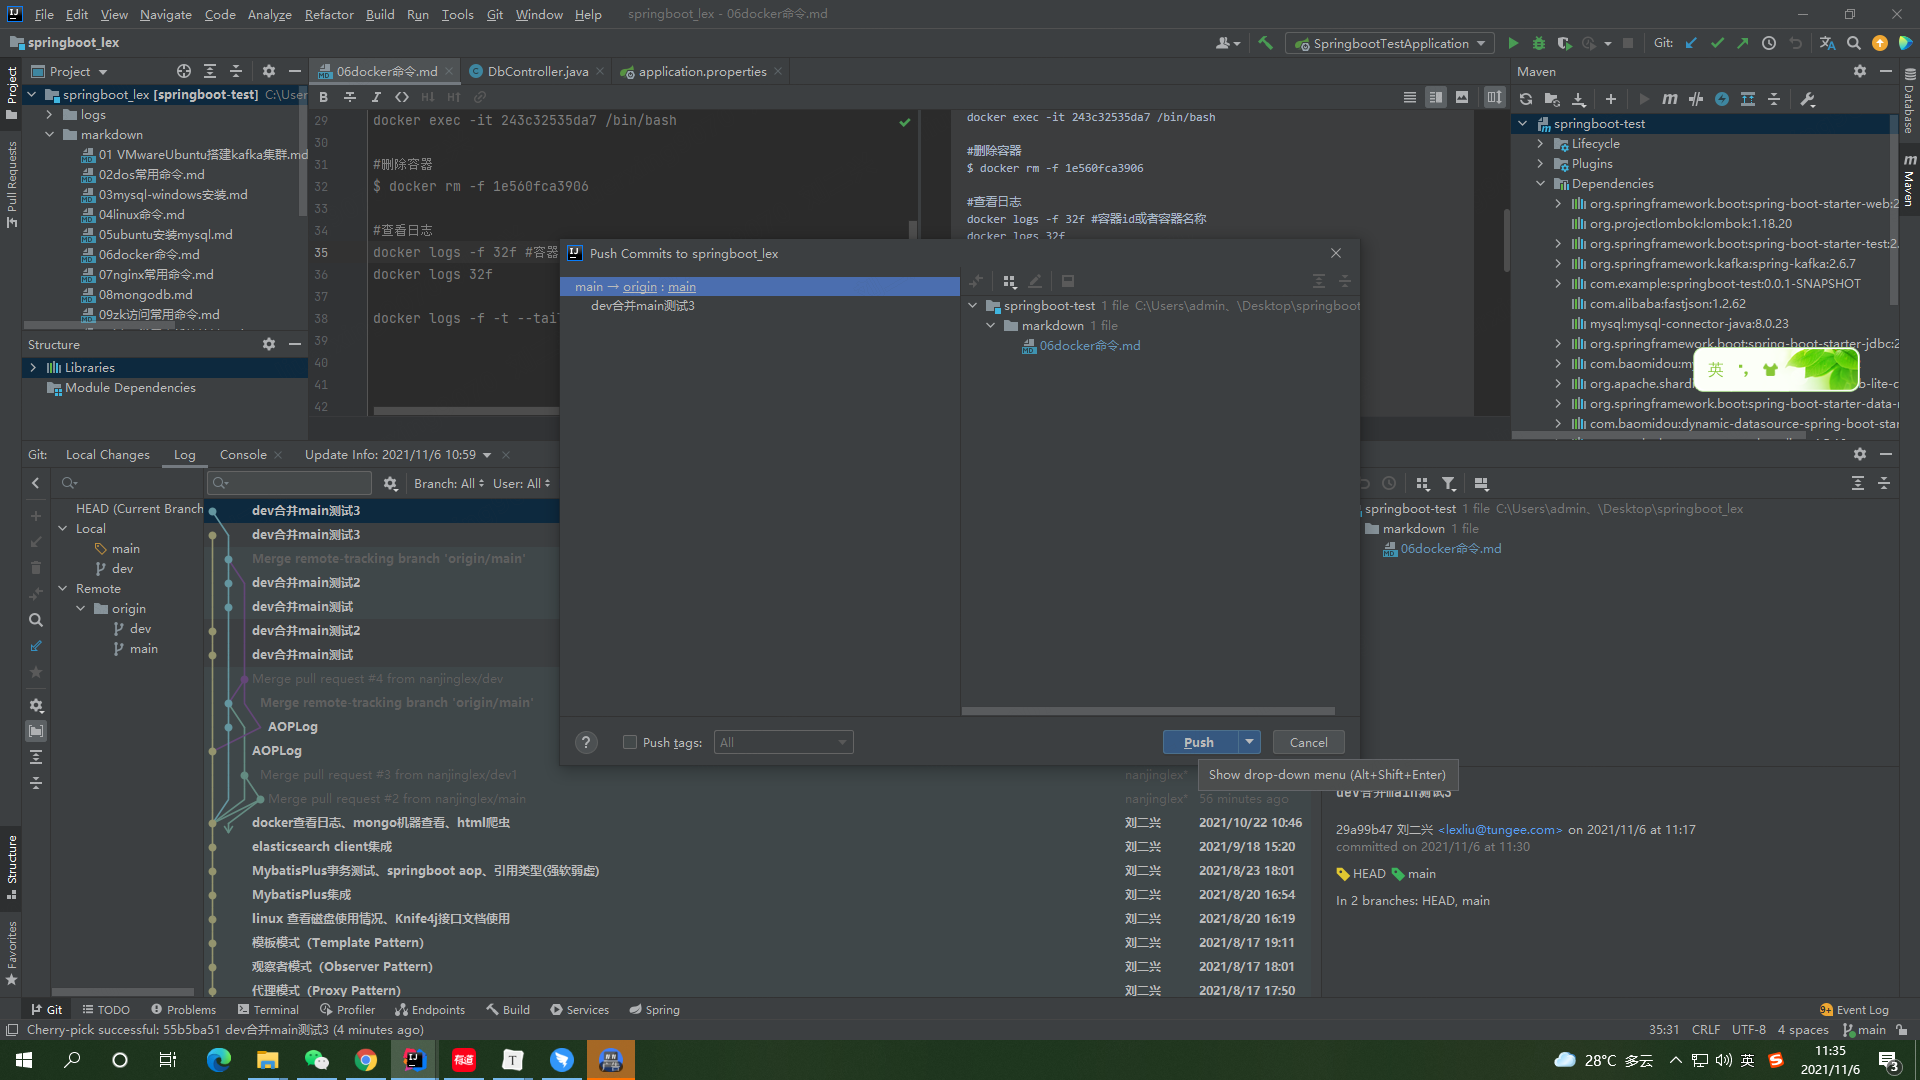 File Edit View Navigate Code Analyze Refactor Build Run Tools Git Window Help springboot_lex - 06docker命令.md
springboot_lex
SpringbootTestApplication
Git:
Project
06docker命令.md
DbController.java
application.properties
Maven
springboot_lex [springboot-test] C:\User
logs
markdown
01 VMwareUbuntu搭建kafka集群.md
02dos常用命令.md
03mysql-windows安装.md
04linux命令.md
05ubuntu安装mysql.md
06docker命令.md
07nginx常用命令.md
08mongodb.md
09zk访问常用命令.md
Structure
Libraries
Module Dependencies
29 docker exec -it 243c32535da7 /bin/bash
30
31 #删除容器
32 $ docker rm -f 1e560fca3906
33
34 #查看日志
35 docker logs -f 32f #容器
36 docker logs 32f
37
38 docker logs -f -t --tail
39
40
41
42
docker exec -it 243c32535da7 /bin/bash
#删除容器
$ docker rm -f 1e560fca3906
#查看日志
docker logs -f 32f #容器id或者容器名称
docker logs 32f
springboot-test
Lifecycle
Plugins
Dependencies
org.springframework.boot:spring-boot-starter-web:2
org.projectlombok:lombok:1.18.20
org.springframework.boot:spring-boot-starter-test:2.
org.springframework.kafka:spring-kafka:2.6.7
com.example:springboot-test:0.0.1-SNAPSHOT
com.alibaba:fastjson:1.2.62
mysql:mysql-connector-java:8.0.23
org.springframework.boot:spring-boot-starter-jdbc:2
com.baomidou:m
org.apache.shard
o-lite-c
org.springframework.boot:spring-boot-starter-data-r
com.baomidou:dynamic-datasource-spring-boot-star
英
Project
Pull Requests
Structure
Favorites
Database
Maven
Push Commits to springboot_lex
main → origin : main
dev合并main测试3
springboot-test 1 file C:\Users\admin、\Desktop\springboot
markdown 1 file
06docker命令.md
? Push tags: All
Push
Cancel
Show drop-down menu (Alt+Shift+Enter)
Git: Local Changes Log Console Update Info: 2021/11/6 10:59
Branch: All User: All
HEAD (Current Branch
Local
main
dev
Remote
origin
dev
main
dev合并main测试3
dev合并main测试3
Merge remote-tracking branch 'origin/main'
dev合并main测试2
dev合并main测试
dev合并main测试2
dev合并main测试
Merge pull request #4 from nanjinglex/dev
Merge remote-tracking branch 'origin/main'
AOPLog
AOPLog
Merge pull request #3 from nanjinglex/dev1 nanjinglex*
Merge pull request #2 from nanjinglex/main nanjinglex* 56 minutes ago
docker查看日志、mongo机器查看、html爬虫 刘二兴 2021/10/22 10:46
elasticsearch client集成 刘二兴 2021/9/18 15:20
MybatisPlus事务测试、springboot aop、引用类型(强软弱虚) 刘二兴 2021/8/23 18:01
MybatisPlus集成 刘二兴 2021/8/20 16:54
linux 查看磁盘使用情况、Knife4j接口文档使用 刘二兴 2021/8/20 16:19
模板模式（Template Pattern） 刘二兴 2021/8/17 19:11
观察者模式（Observer Pattern） 刘二兴 2021/8/17 18:01
代理模式（Proxy Pattern） 刘二兴 2021/8/17 17:50
springboot-test 1 file C:\Users\admin、\Desktop\springboot_lex
markdown 1 file
06docker命令.md
dev合并main测试3
29a99b47 刘二兴 <lexliu@tungee.com> on 2021/11/6 at 11:17
committed on 2021/11/6 at 11:30
HEAD main
In 2 branches: HEAD, main
Git TODO Problems Terminal Profiler Endpoints Build Services Spring Event Log
Cherry-pick successful: 55b5ba51 dev合并main测试3 (4 minutes ago)
35:31 CRLF UTF-8 4 spaces main
有道
T
28°C 多云
英
11:35
2021/11/6
3